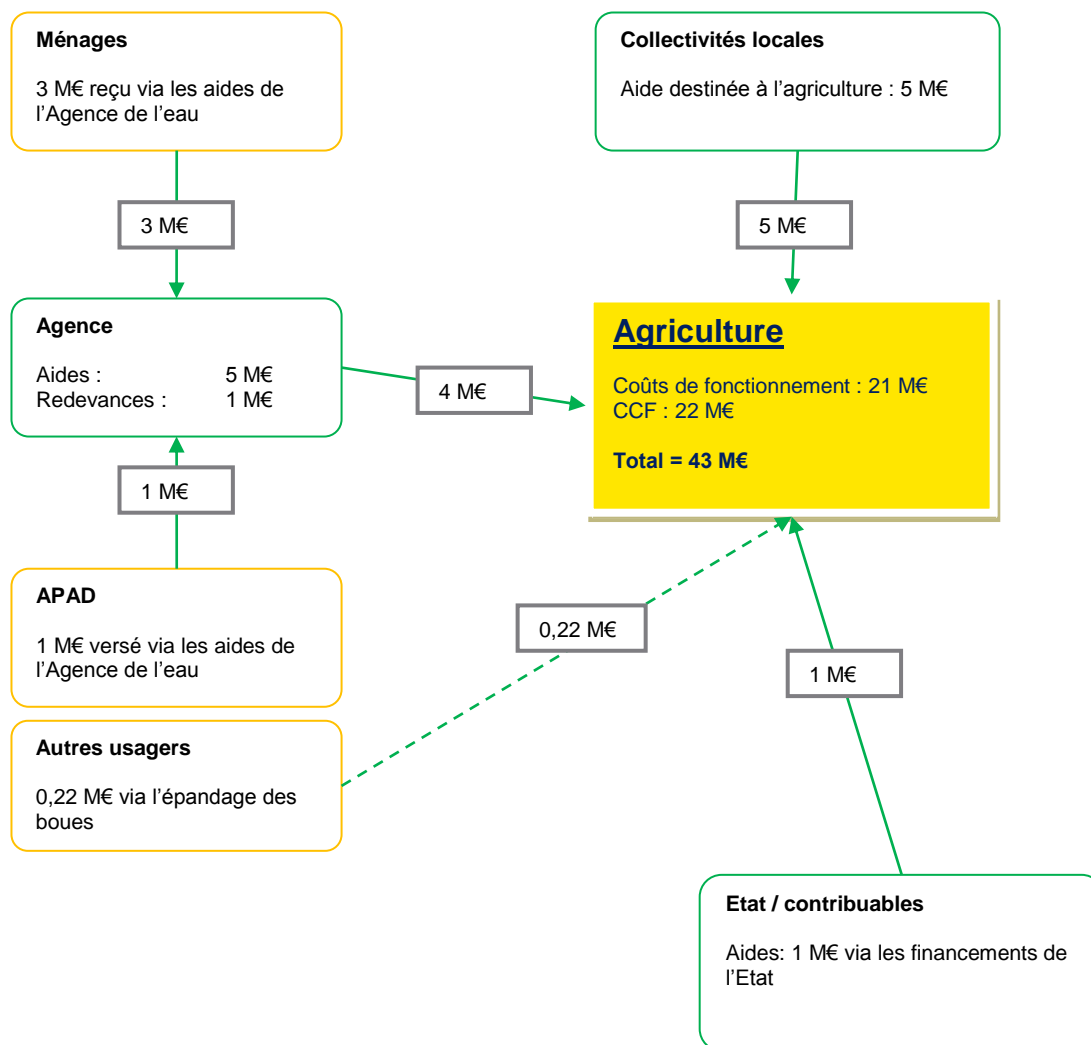 Ménages
3 M€ reçu via les aides de
l'Agence de l'eau
Collectivités locales
Aide destinée à l'agriculture : 5 M€
3 M€
5 M€
Agence
Aides : 5 M€
Redevances : 1 M€
4 M€
Agriculture
Coûts de fonctionnement : 21 M€
CCF : 22 M€
Total = 43 M€
1 M€
APAD
1 M€ versé via les aides de
l'Agence de l'eau
0,22 M€
1 M€
Autres usagers
0,22 M€ via l'épandage des
boues
Etat / contribuables
Aides: 1 M€ via les financements de
l'Etat